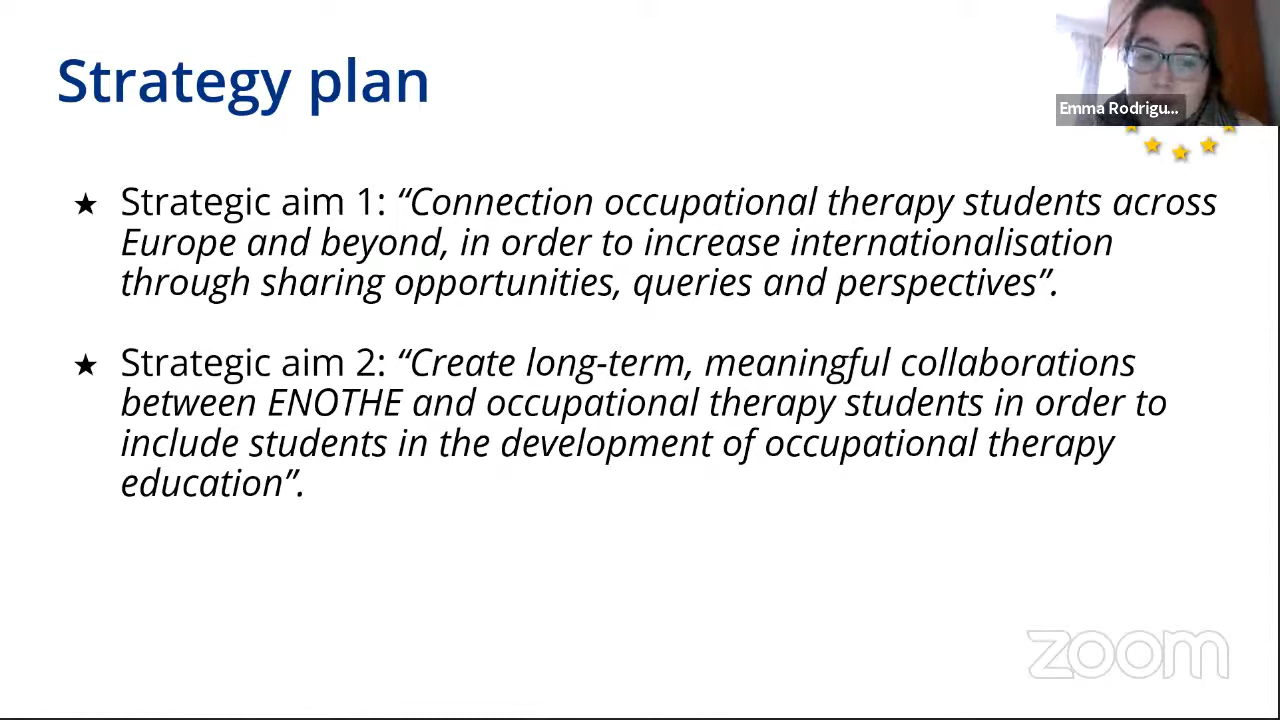 Strategy plan
Emma Rodrigu...
★ Strategic aim 1: “Connection occupational therapy students across
Europe and beyond, in order to increase internationalisation
through sharing opportunities, queries and perspectives”.
★ Strategic aim 2: “Create long-term, meaningful collaborations
between ENOTHE and occupational therapy students in order to
include students in the development of occupational therapy
education”.
zoom